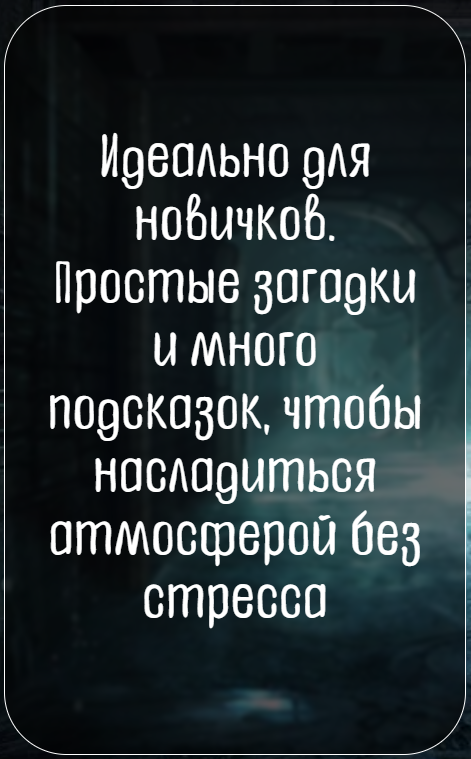 Идеально для
новичков.
Простые загадки
и много
подсказок, чтобы
насладиться
атмосферой без
стресса